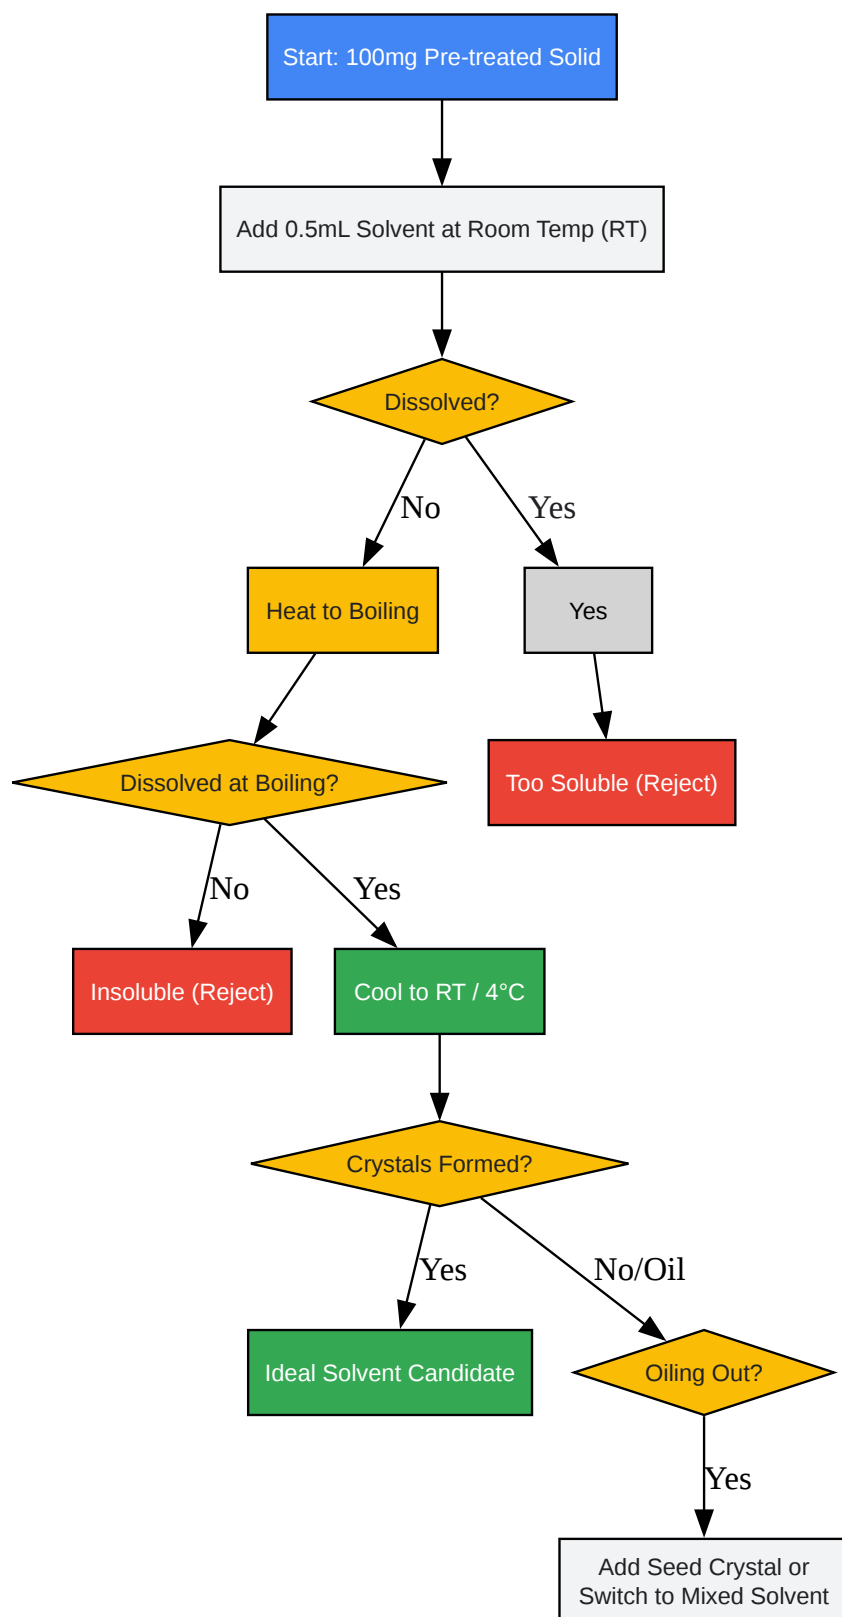 Start: 100mg Pre-treated Solid
Add 0.5mL Solvent at Room Temp (RT)
Dissolved?
No
Yes
Heat to Boiling
Yes
Dissolved at Boiling?
Too Soluble (Reject)
No
Yes
Insoluble (Reject)
Cool to RT / 4°C
Crystals Formed?
Yes
No/Oil
Ideal Solvent Candidate
Oiling Out?
Yes
Add Seed Crystal or
Switch to Mixed Solvent